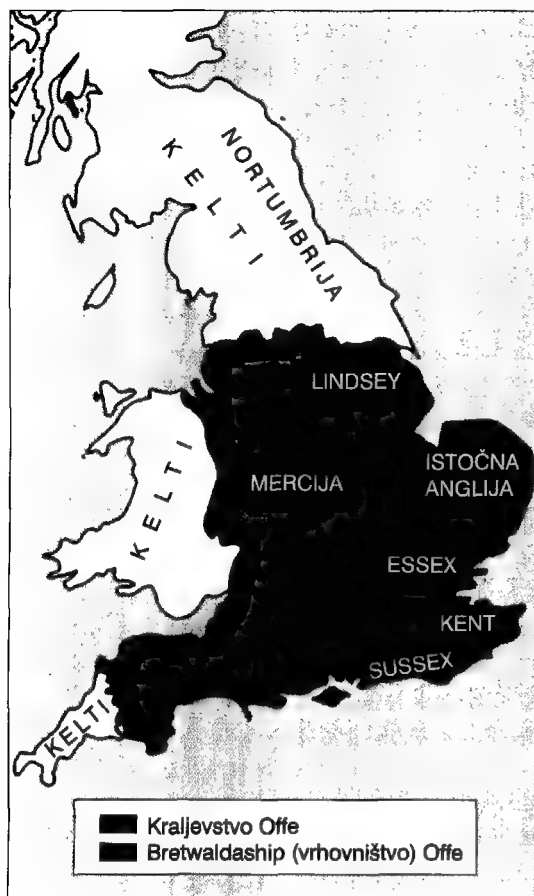 NORTUMBRIJA
KELTI
LINDSEY
MERCIJA
ISTOČNA
ANGLIJA
KELTI
ESSEX
KENT
SUSSEX
KELTI
Kraljevstvo Offe
Bretwaldaship (vrhovništvo) Offe